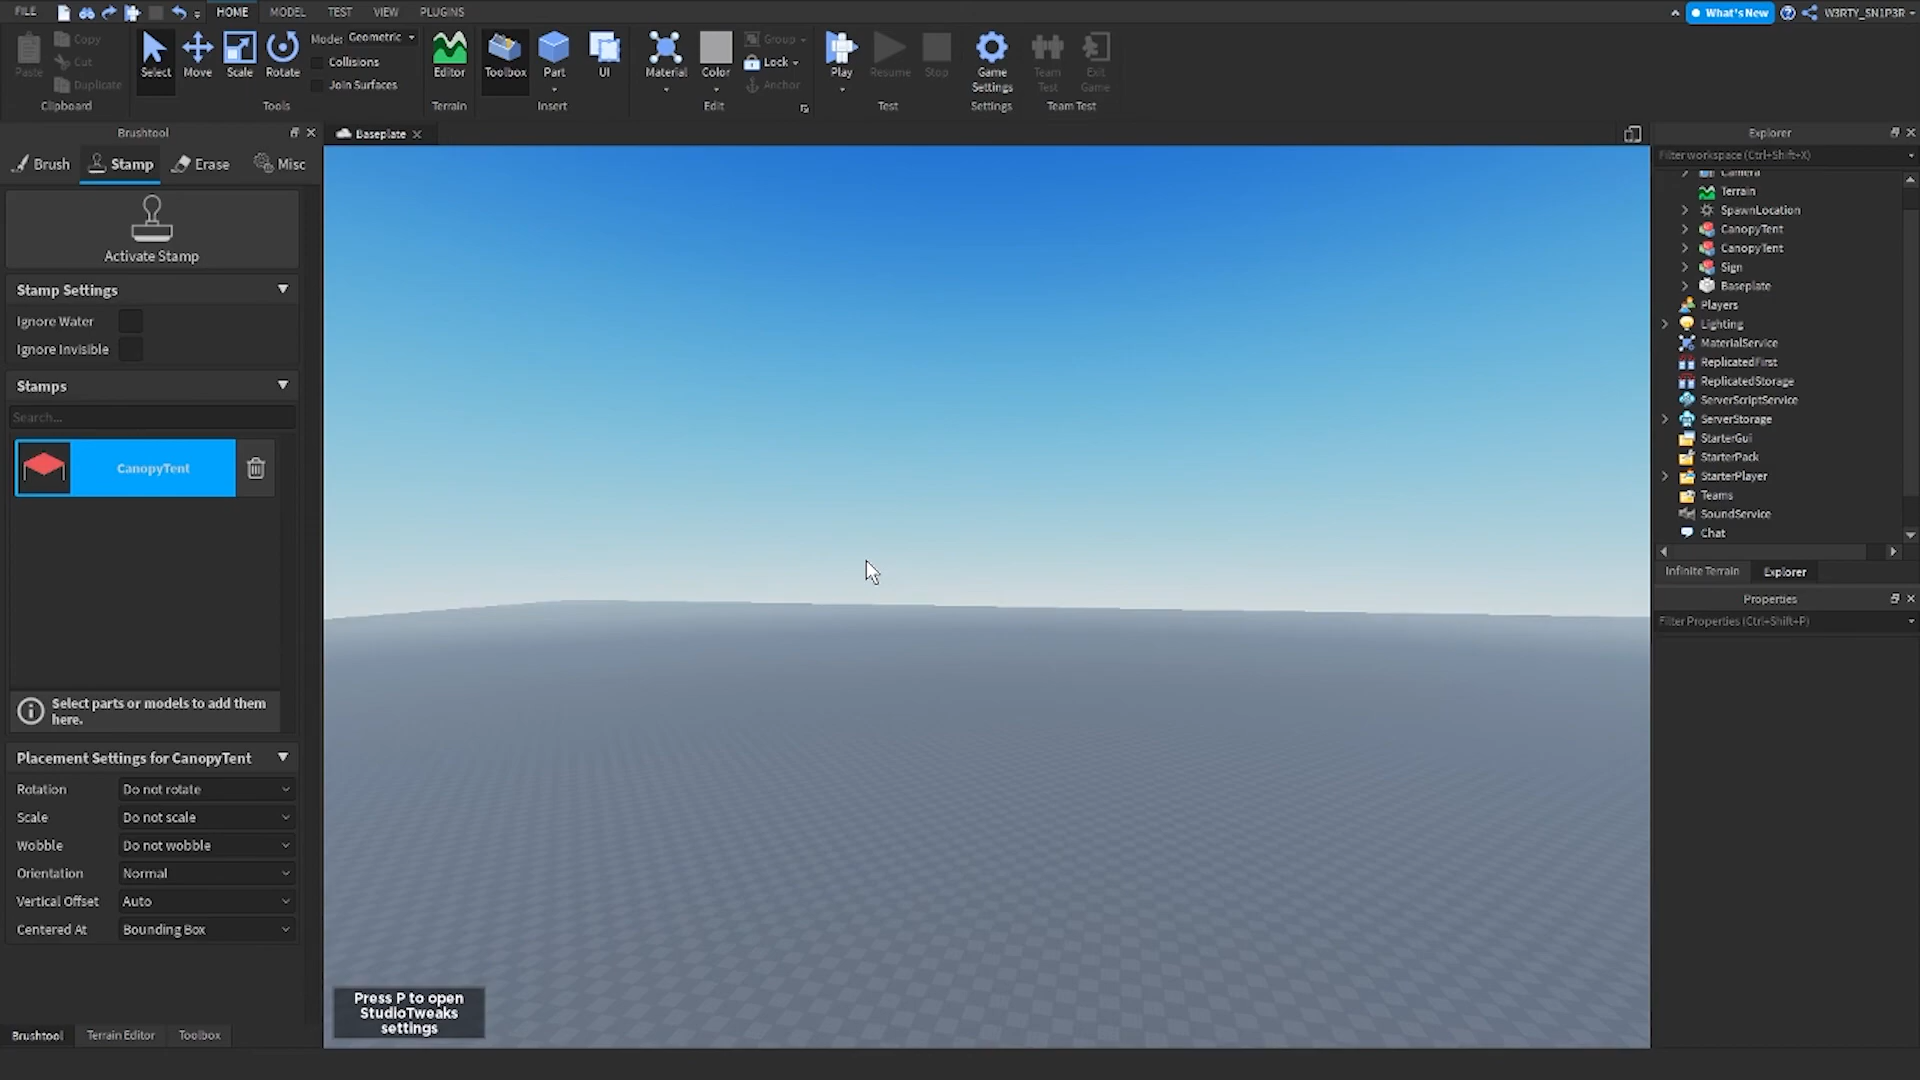 FILE HOME MODEL TEST VIEW PLUGINS What's New W3RTY_SN1P3R
Paste Copy Cut Duplicate Clipboard
Select Move Scale Rotate Mode: Geometric Collisions Join Surfaces Tools
Editor Terrain
Toolbox Part UI Insert
Material Color Group Lock Anchor Edit
Play Resume Stop Test
Game Settings Settings
Team Test Exit Game Team Test
Brushtool
Brush Stamp Erase Misc
Activate Stamp
Stamp Settings
Ignore Water
Ignore Invisible
Stamps
Search...
CanopyTent
Select parts or models to add them
here.
Placement Settings for CanopyTent
Rotation Do not rotate
Scale Do not scale
Wobble Do not wobble
Orientation Normal
Vertical Offset Auto
Centered At Bounding Box
Brushtool Terrain Editor Toolbox
Baseplate
Press P to open
StudioTweaks
settings
Explorer
Filter workspace (Ctrl+Shift+X)
Camera
Terrain
SpawnLocation
CanopyTent
CanopyTent
Sign
Baseplate
Players
Lighting
MaterialService
ReplicatedFirst
ReplicatedStorage
ServerScriptService
ServerStorage
StarterGui
StarterPack
StarterPlayer
Teams
SoundService
Chat
Infinite Terrain Explorer
Properties
Filter Properties (Ctrl+Shift+P)